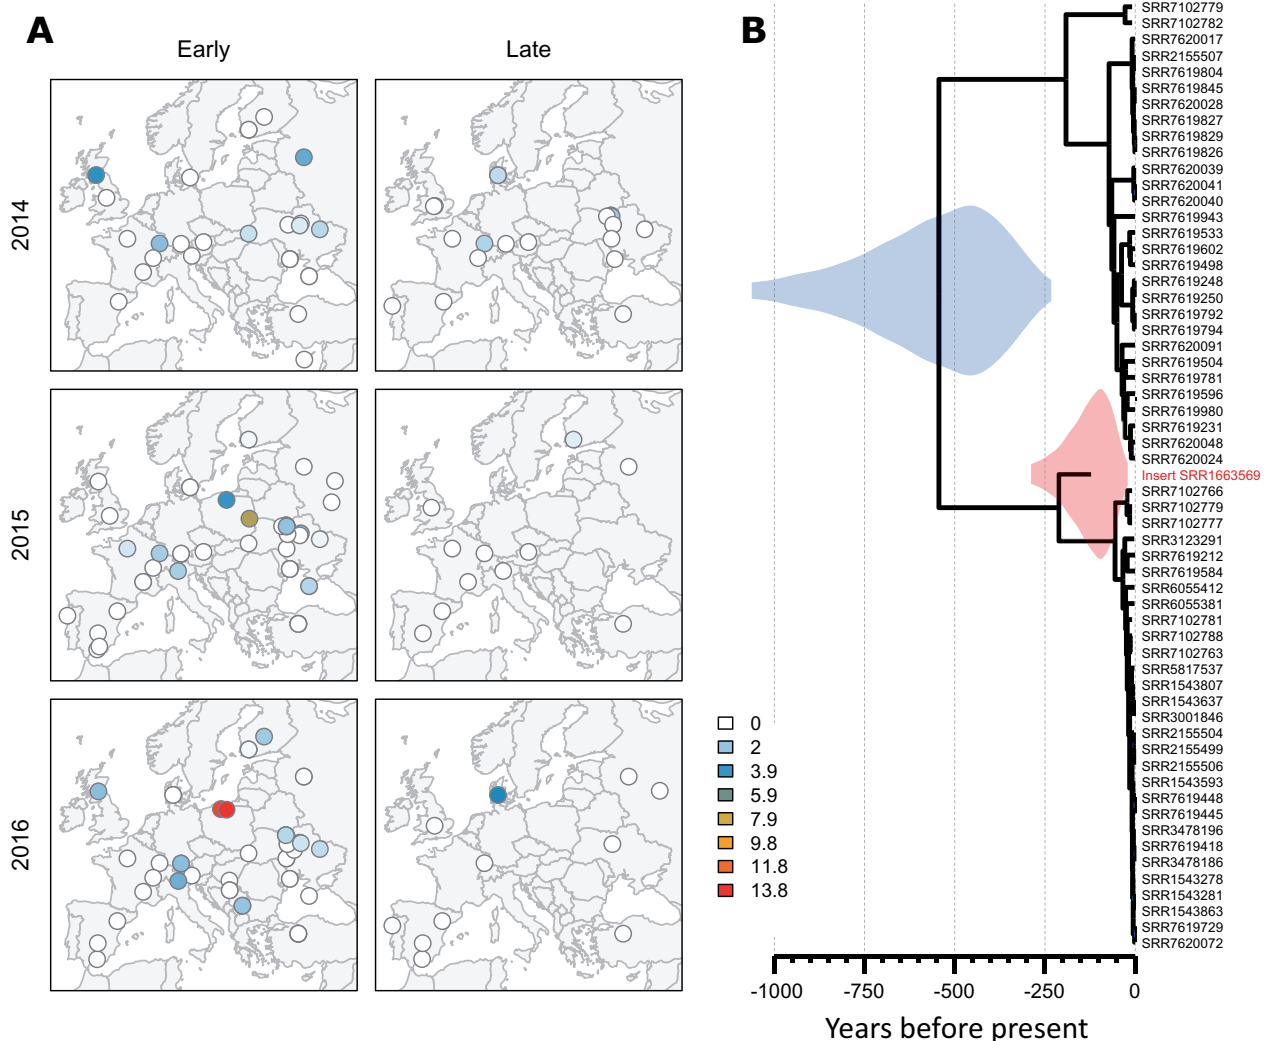 A
Early
Late
2014
2015
2016
0
2
3.9
5.9
7.9
9.8
11.8
13.8
B
SRR7102779
SRR7102782
SRR7620017
SRR2155507
SRR7619804
SRR7619845
SRR7620028
SRR7619827
SRR7619829
SRR7619826
SRR7620039
SRR7620041
SRR7620040
SRR7619943
SRR7619533
SRR7619602
SRR7619498
SRR7619248
SRR7619250
SRR7619792
SRR7619794
SRR7620091
SRR7619504
SRR7619781
SRR7619596
SRR7619980
SRR7619231
SRR7620048
SRR7620024
Insert SRR1663569
SRR7102766
SRR7102779
SRR7102777
SRR3123291
SRR7619212
SRR7619584
SRR6055412
SRR6055381
SRR7102781
SRR7102788
SRR7102763
SRR5817537
SRR1543807
SRR1543637
SRR3001846
SRR2155504
SRR2155499
SRR2155506
SRR1543593
SRR7619448
SRR7619445
SRR3478196
SRR7619418
SRR3478186
SRR1543278
SRR1543281
SRR1543863
SRR7619729
SRR7620072
-1000 -750 -500 -250 0
Years before present